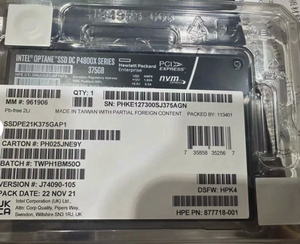 INTEL® OPTANE™ SSD DC P4800X SERIES
375GB
Hewlett Packard
Enterprise
PCI
EXPRESS
nvm
MM #: 961906
QTY: 1
SN: PHKE127300SJ375AGN
Pb-free 2LI
MADE IN TAIWAN WITH PARTIAL FOREIGN CONTENT
Packed by: 113401
SSDPE21K375GAP1
CARTON #: PH025JNE9Y
BATCH #: TWPH1BM50O
7 35858 35256 7
VERSION #: J74090-105
DSFW: HPK4
PACK DATE: 22 NOV 21
UK
CA
Intel Corporation (UK) Ltd,
Attn: Corp Quality, Pipers Way,
Swindon, Wiltshire SN3 1RJ, UK
HPE PN: 877718-001